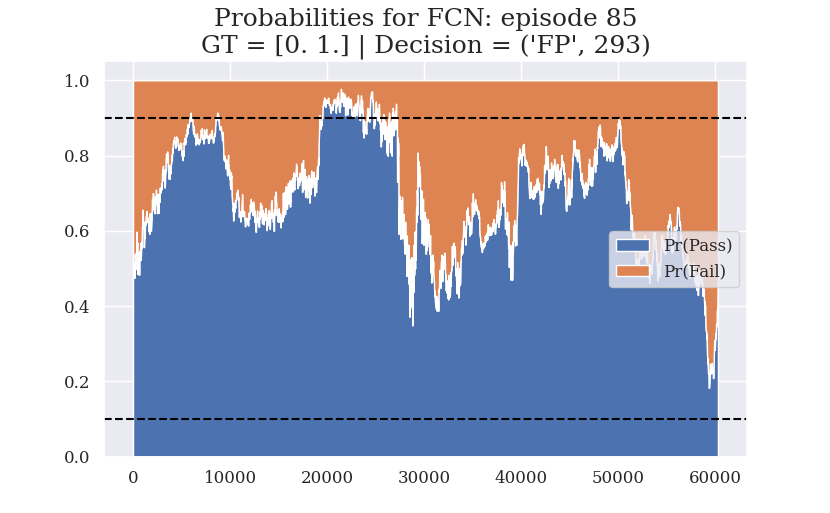 Probabilities for FCN: episode 85
GT = [0. 1.] | Decision = ('FP', 293)
1.0
0.8
0.6
0.4
0.2
0.0
Pr(Pass)
Pr(Fail)
0 10000 20000 30000 40000 50000 60000